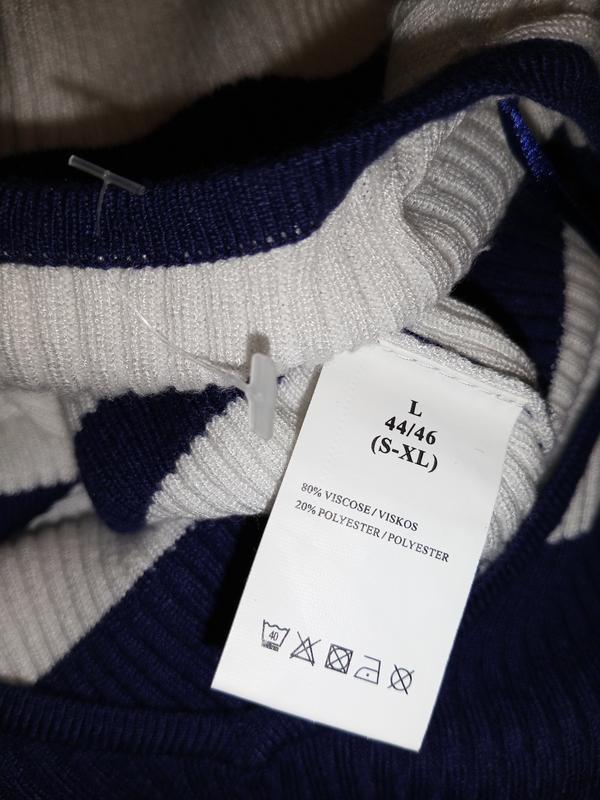 L
44/46
(S-XL)
80% VISCOSE / VISKOS
20% POLYESTER / POLYESTER
40